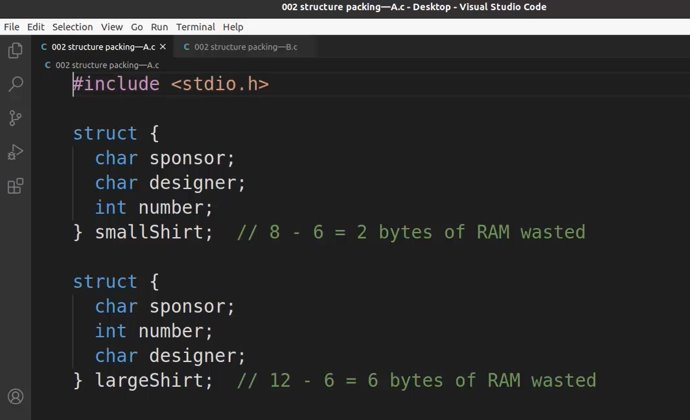 002 structure packing—A.c - Desktop - Visual Studio Code
File Edit Selection View Go Run Terminal Help
C 002 structure packing—A.c × C 002 structure packing—B.c
C 002 structure packing—A.c
#include <stdio.h>
struct {
char sponsor;
char designer;
int number;
} smallShirt; // 8 - 6 = 2 bytes of RAM wasted
struct {
char sponsor;
int number;
char designer;
} largeShirt; // 12 - 6 = 6 bytes of RAM wasted